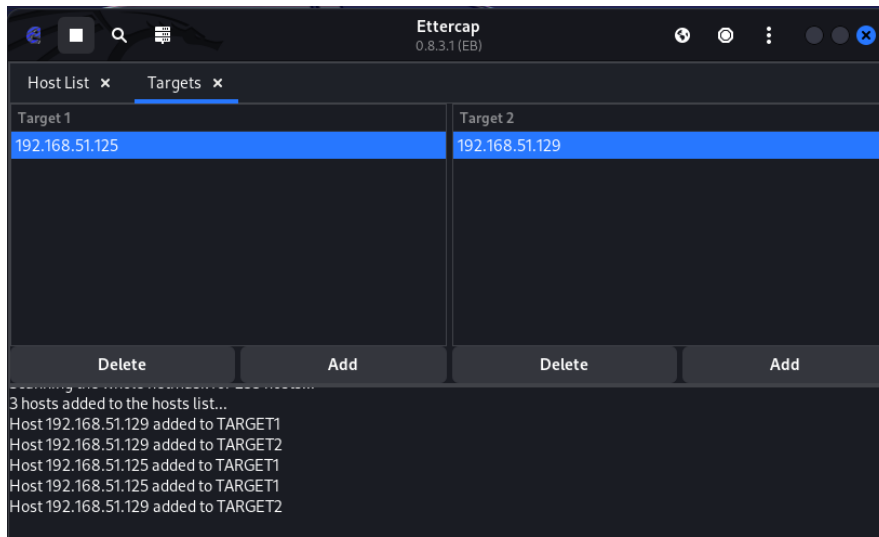 Ettercap
0.8.3.1 (EB)
Host List × Targets ×
Target 1 Target 2
192.168.51.125 192.168.51.129
Delete Add Delete Add
3 hosts added to the hosts list...
Host 192.168.51.129 added to TARGET1
Host 192.168.51.129 added to TARGET2
Host 192.168.51.125 added to TARGET1
Host 192.168.51.125 added to TARGET1
Host 192.168.51.129 added to TARGET2